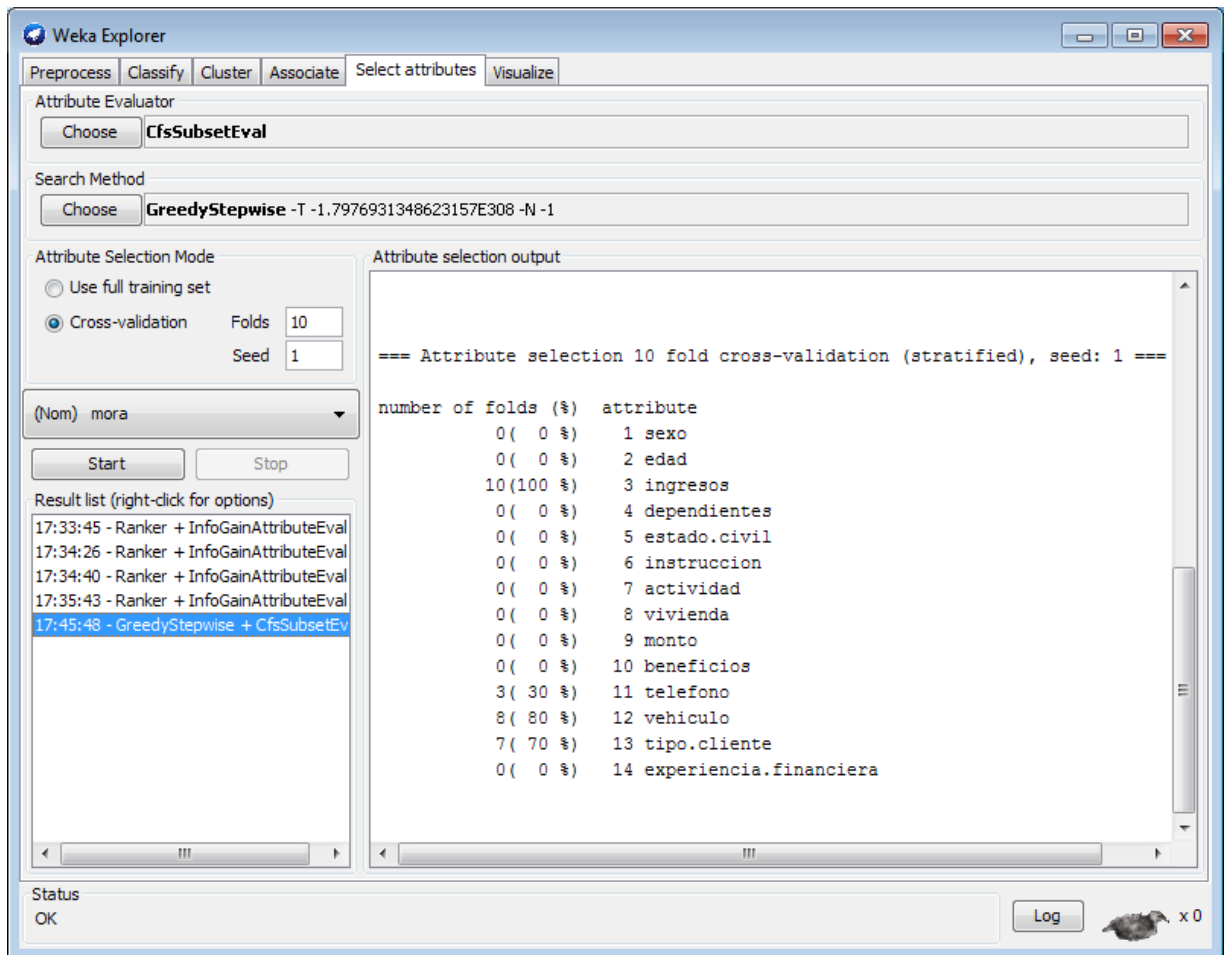 Weka Explorer
Preprocess Classify Cluster Associate Select attributes Visualize
Attribute Evaluator
Choose CfsSubsetEval
Search Method
Choose GreedyStepwise -T -1.7976931348623157E308 -N -1
Attribute Selection Mode
Use full training set
Cross-validation Folds 10
Seed 1
(Nom) mora
Start Stop
Result list (right-click for options)
17:33:45 - Ranker + InfoGainAttributeEval
17:34:26 - Ranker + InfoGainAttributeEval
17:34:40 - Ranker + InfoGainAttributeEval
17:35:43 - Ranker + InfoGainAttributeEval
17:45:48 - GreedyStepwise + CfsSubsetEv
Attribute selection output
=== Attribute selection 10 fold cross-validation (stratified), seed: 1 ===
number of folds (%) attribute
0( 0 %) 1 sexo
0( 0 %) 2 edad
10(100 %) 3 ingresos
0( 0 %) 4 dependientes
0( 0 %) 5 estado.civil
0( 0 %) 6 instruccion
0( 0 %) 7 actividad
0( 0 %) 8 vivienda
0( 0 %) 9 monto
0( 0 %) 10 beneficios
3( 30 %) 11 telefono
8( 80 %) 12 vehiculo
7( 70 %) 13 tipo.cliente
0( 0 %) 14 experiencia.financiera
Status
OK
Log
x 0